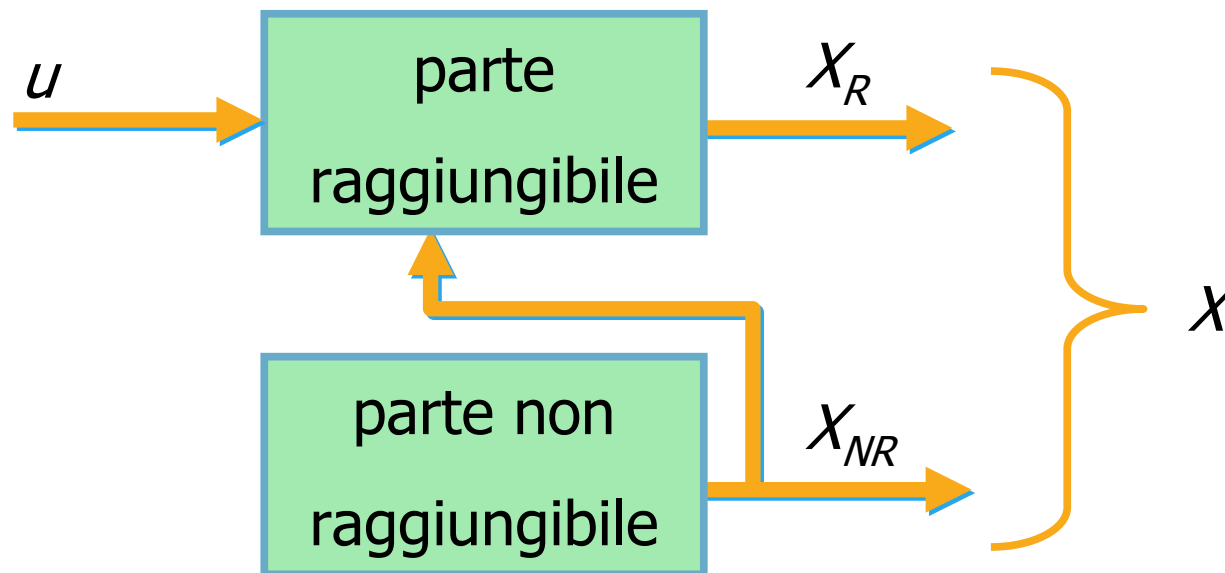 u
parte
raggiungibile
X_R
X
parte non
raggiungibile
X_NR